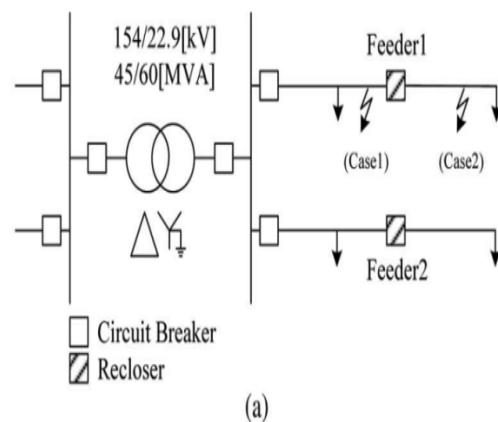 154/22.9[kV]
45/60[MVA]
Feeder1
(Case1)
(Case2)
Feeder2
Circuit Breaker
Recloser
(a)